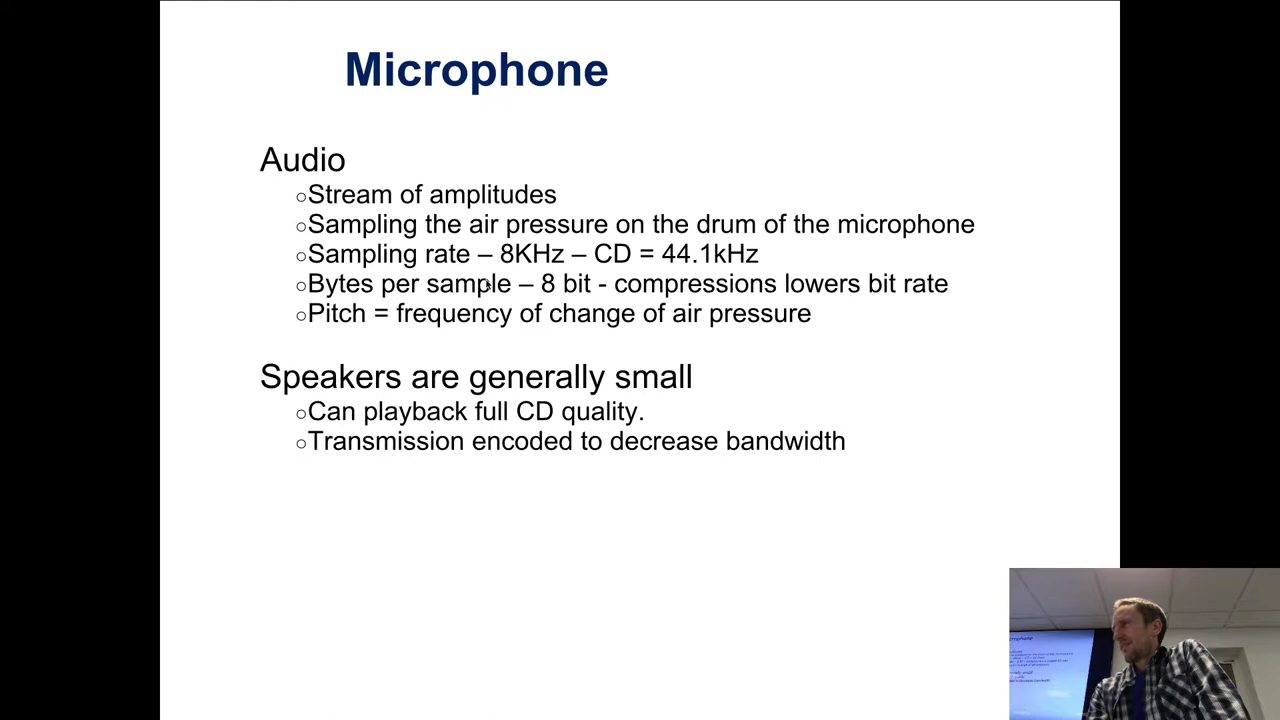 Microphone
Audio
○Stream of amplitudes
○Sampling the air pressure on the drum of the microphone
○Sampling rate – 8KHz – CD = 44.1kHz
○Bytes per sample – 8 bit - compressions lowers bit rate
○Pitch = frequency of change of air pressure
Speakers are generally small
○Can playback full CD quality.
○Transmission encoded to decrease bandwidth